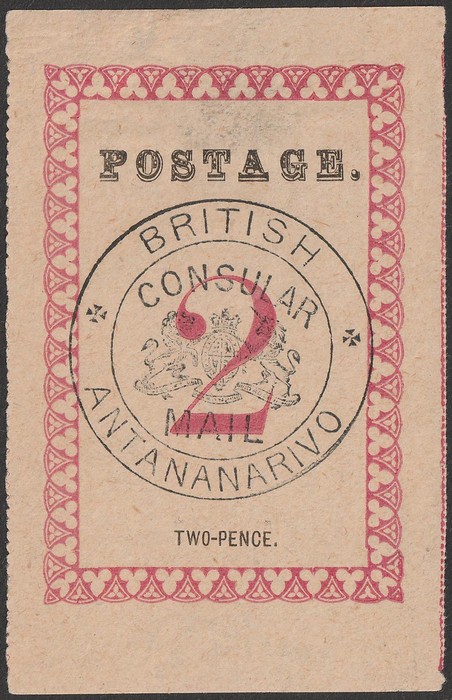 POSTAGE.
BRITISH
CONSULAR
2
MAIL
ANTANANARIVO
TWO-PENCE.